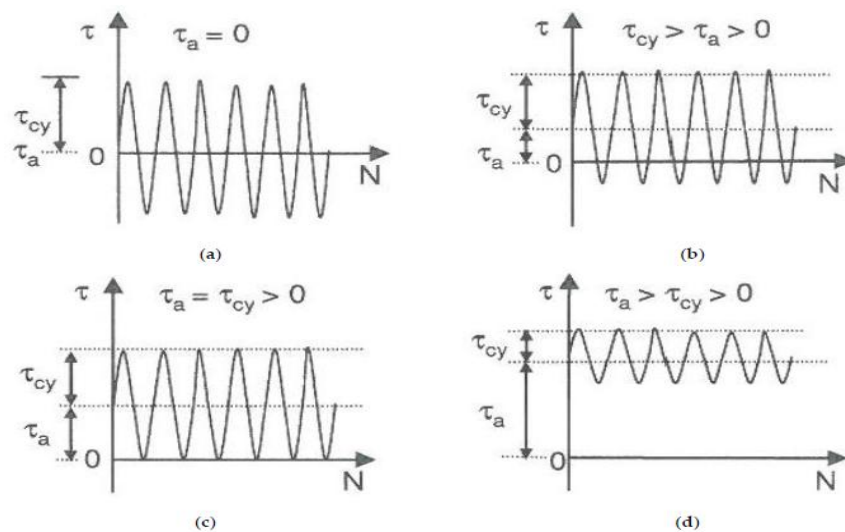 τ
τₐ = 0
τcy
τₐ
0
N
(a)
τ
τcy > τₐ > 0
τcy
τₐ
0
N
(b)
τ
τₐ = τcy > 0
τcy
τₐ
0
N
(c)
τ
τₐ > τcy > 0
τcy
τₐ
0
N
(d)